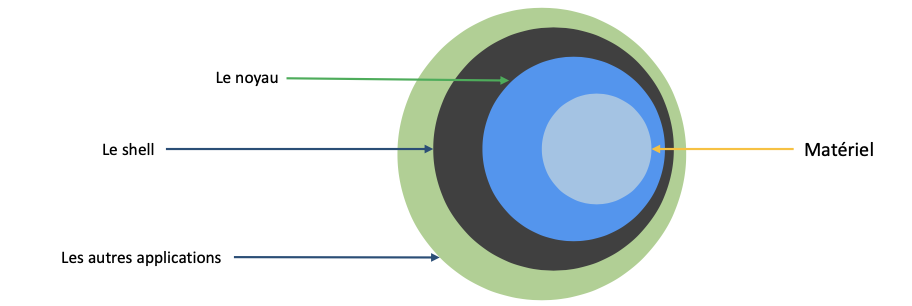 Le noyau
Le shell
Matériel
Les autres applications